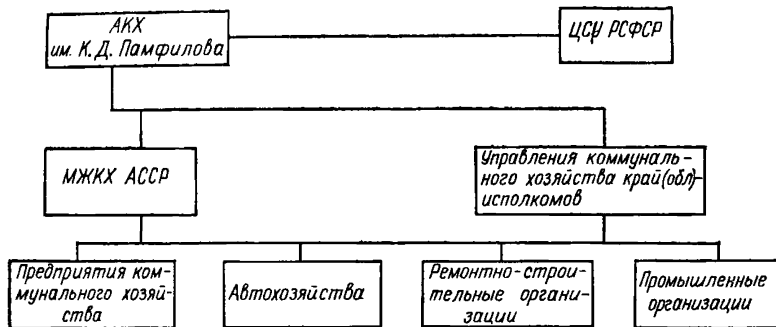 АКХ
им. К. Д. Памфилова
ЦСУ РСФСР
МЖКХ АССР
Управления коммуналь-
ного хозяйства край(обл)-
исполкомов
Предприятия ком-
мунального хозяй-
ства
Автохозяйства
Ремонтно-строи-
тельные органи-
зации
Промышленные
организации